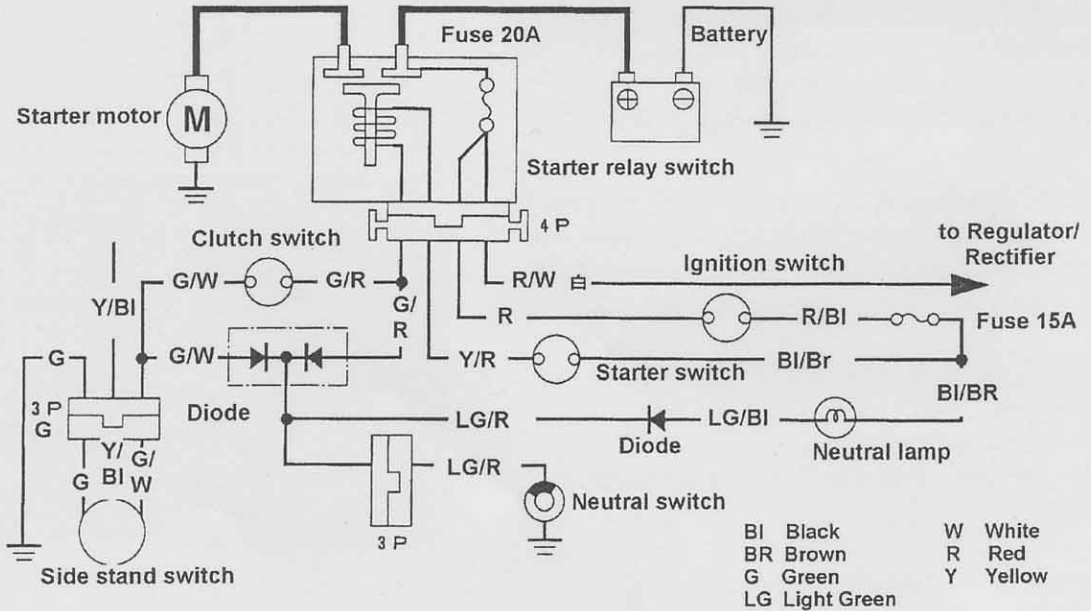 Fuse 20A
Battery
Starter motor
M
Starter relay switch
4 P
Clutch switch
to Regulator/
Rectifier
G/W
G/R
R/W
白
Ignition switch
Y/Bl
G/
R
R
R/Bl
Fuse 15A
G
G/W
Y/R
Starter switch
Bl/Br
3 P
G
Diode
Bl/BR
LG/R
Diode
LG/Bl
Neutral lamp
G
Y/
Bl
G/
W
LG/R
Neutral switch
3 P
Side stand switch
Bl Black
BR Brown
G Green
LG Light Green
W White
R Red
Y Yellow